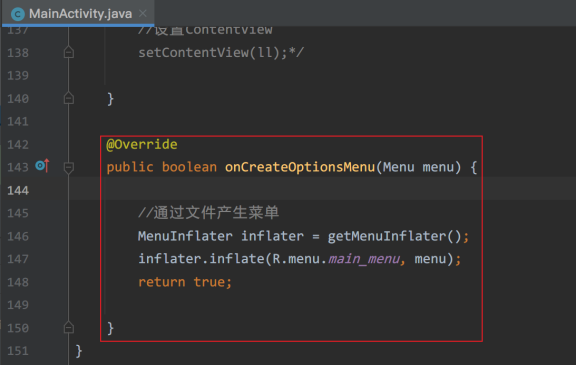 MainActivity.java
137 //设置ContentView
138 setContentView(ll);*/
139
140 }
141
142 @Override
143 public boolean onCreateOptionsMenu(Menu menu) {
144
145 //通过文件产生菜单
146 MenuInflater inflater = getMenuInflater();
147 inflater.inflate(R.menu.main_menu, menu);
148 return true;
149
150 }
151 }